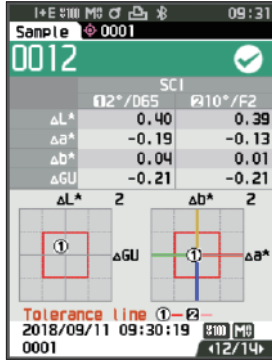 I+E S100 M0 09:31
Sample 0001
0012
SCI
1 2°/D65 2 10°/F2
ΔL* 0.40 0.39
Δa* -0.19 -0.13
Δb* 0.04 0.01
ΔGU -0.21 -0.21
ΔL* 2 Δb* 2
1 ΔGU 1 Δa*
Tolerance line 1- 2-
2018/09/11 09:30:19 S100 M0
0001 12/14